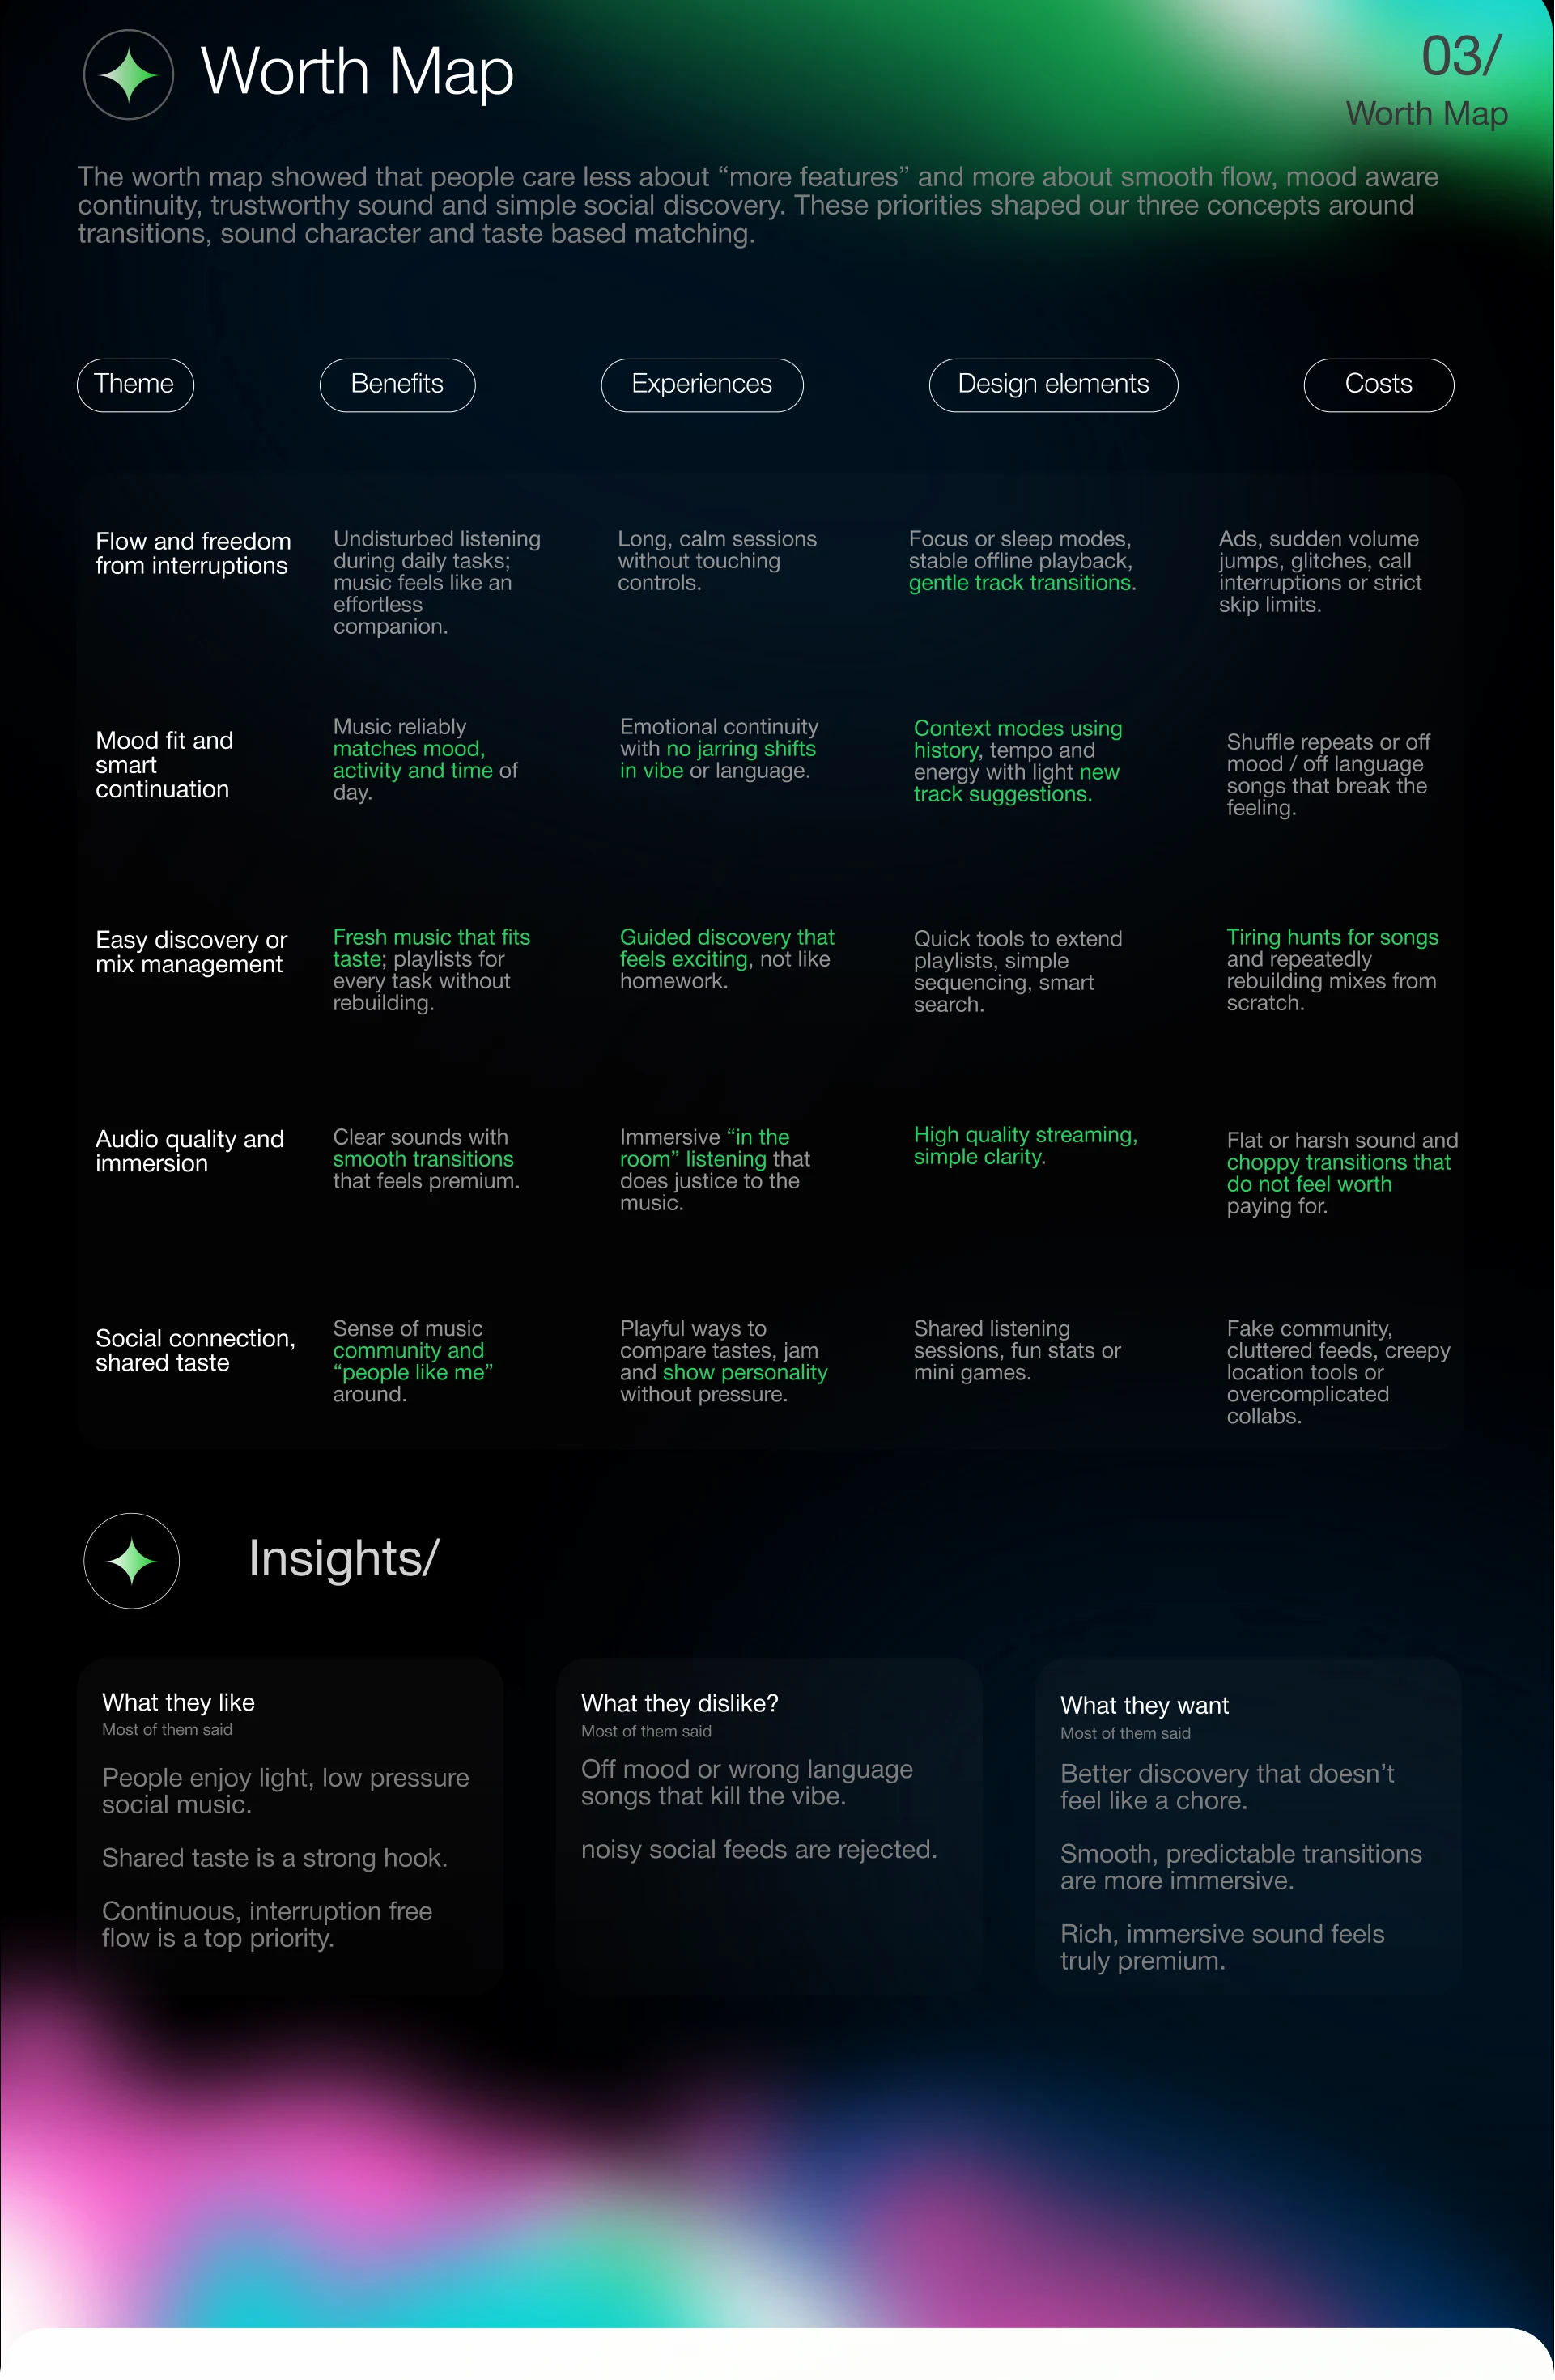 Worth Map
03/
Worth Map
The worth map showed that people care less about “more features” and more about smooth flow, mood aware
continuity, trustworthy sound and simple social discovery. These priorities shaped our three concepts around
transitions, sound character and taste based matching.
Theme
Benefits
Experiences
Design elements
Costs
Flow and freedom
from interruptions
Undisturbed listening
during daily tasks;
music feels like an
effortless
companion.
Long, calm sessions
without touching
controls.
Focus or sleep modes,
stable offline playback,
gentle track transitions.
Ads, sudden volume
jumps, glitches, call
interruptions or strict
skip limits.
Mood fit and
smart
continuation
Music reliably
matches mood,
activity and time of
day.
Emotional continuity
with no jarring shifts
in vibe or language.
Context modes using
history, tempo and
energy with light new
track suggestions.
Shuffle repeats or off
mood / off language
songs that break the
feeling.
Easy discovery or
mix management
Fresh music that fits
taste; playlists for
every task without
rebuilding.
Guided discovery that
feels exciting, not like
homework.
Quick tools to extend
playlists, simple
sequencing, smart
search.
Tiring hunts for songs
and repeatedly
rebuilding mixes from
scratch.
Audio quality and
immersion
Clear sounds with
smooth transitions
that feels premium.
Immersive “in the
room” listening that
does justice to the
music.
High quality streaming,
simple clarity.
Flat or harsh sound and
choppy transitions that
do not feel worth
paying for.
Social connection,
shared taste
Sense of music
community and
“people like me”
around.
Playful ways to
compare tastes, jam
and show personality
without pressure.
Shared listening
sessions, fun stats or
mini games.
Fake community,
cluttered feeds, creepy
location tools or
overcomplicated
collabs.
Insights/
What they like
Most of them said
People enjoy light, low pressure
social music.
Shared taste is a strong hook.
Continuous, interruption free
flow is a top priority.
What they dislike?
Most of them said
Off mood or wrong language
songs that kill the vibe.
noisy social feeds are rejected.
What they want
Most of them said
Better discovery that doesn’t
feel like a chore.
Smooth, predictable transitions
are more immersive.
Rich, immersive sound feels
truly premium.